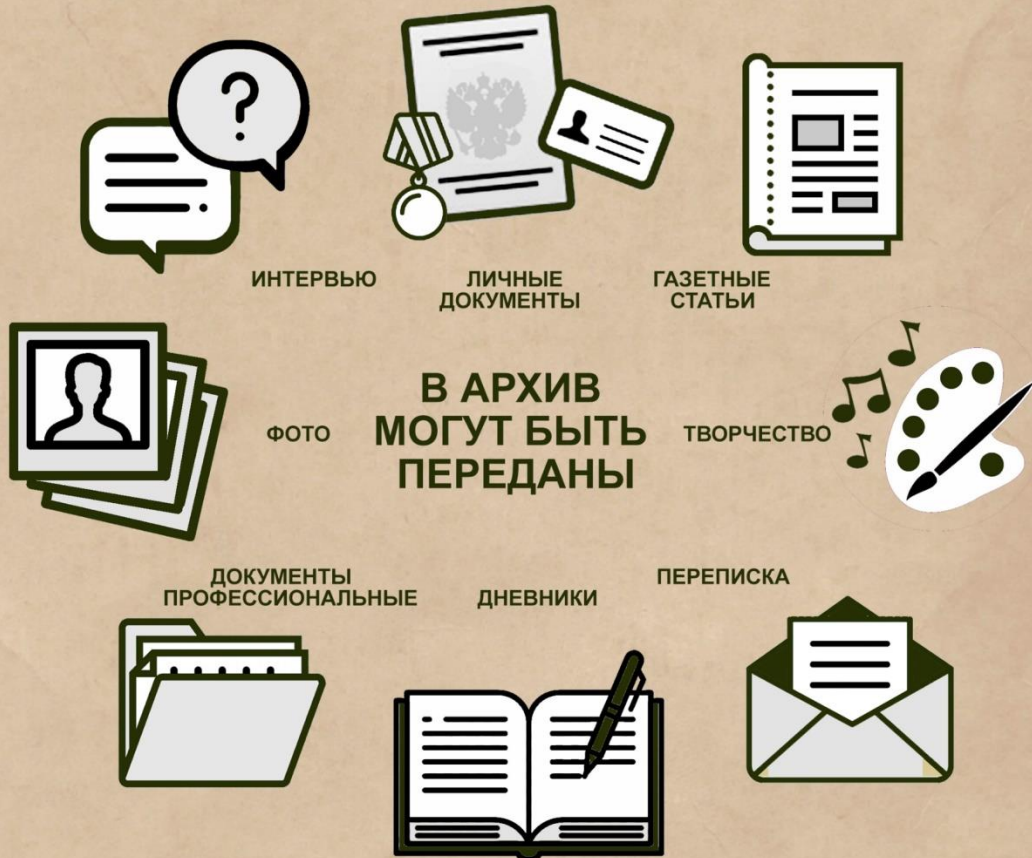 ИНТЕРВЬЮ
ЛИЧНЫЕ
ДОКУМЕНТЫ
ГАЗЕТНЫЕ
СТАТЬИ
ФОТО
В АРХИВ
МОГУТ БЫТЬ
ПЕРЕДАНЫ
ТВОРЧЕСТВО
ДОКУМЕНТЫ
ПРОФЕССИОНАЛЬНЫЕ
ДНЕВНИКИ
ПЕРЕПИСКА